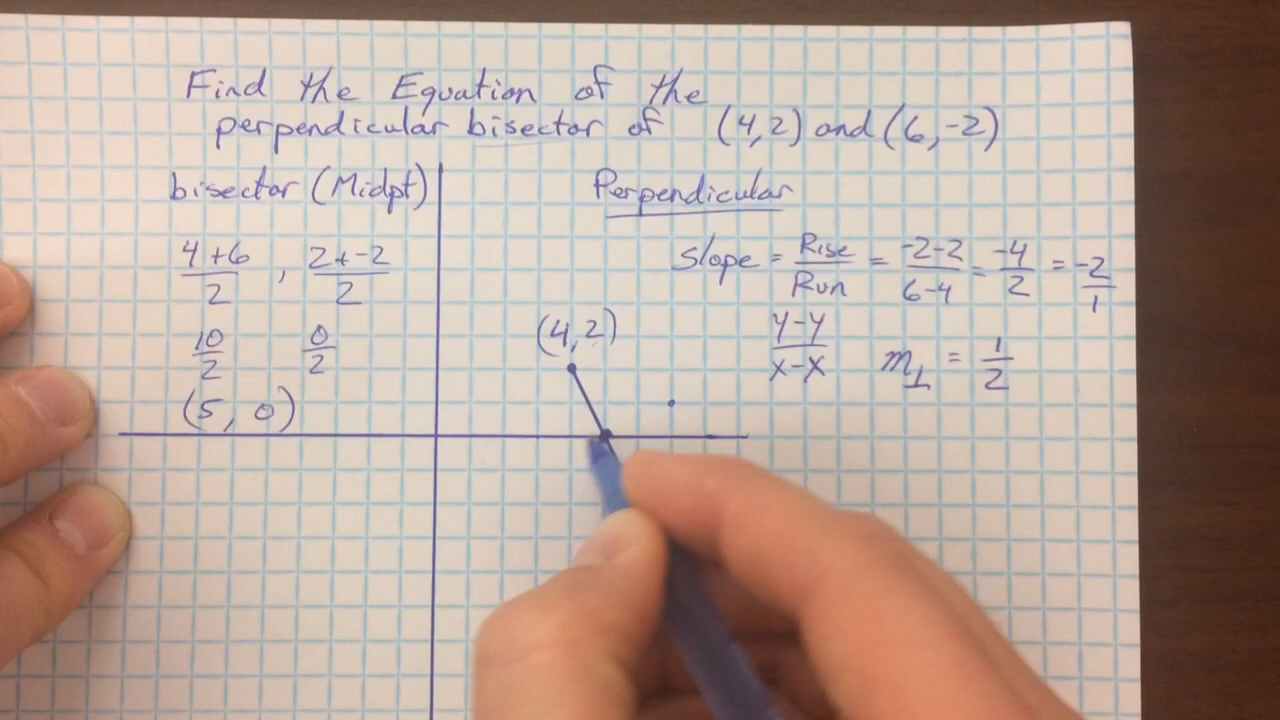 Find the Equation of the
perpendicular bisector of (4,2) and (6,-2)
bisector (Midpt)
4+6/2 , 2+-2/2
10/2 0/2
(5, 0)
Perpendicular
Slope = Rise/Run = -2-2/6-4 = -4/2 = -2/1
y-y/x-x m⊥ = 1/2
(4,2)